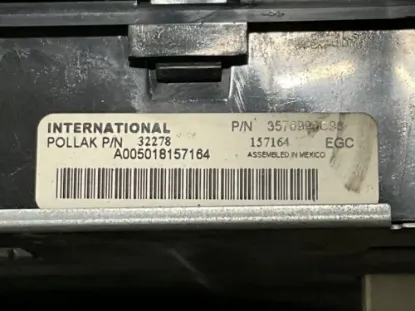 INTERNATIONAL P/N
POLLAK P/N 32278 157164 EGC
A005018157164 ASSEMBLED IN MEXICO